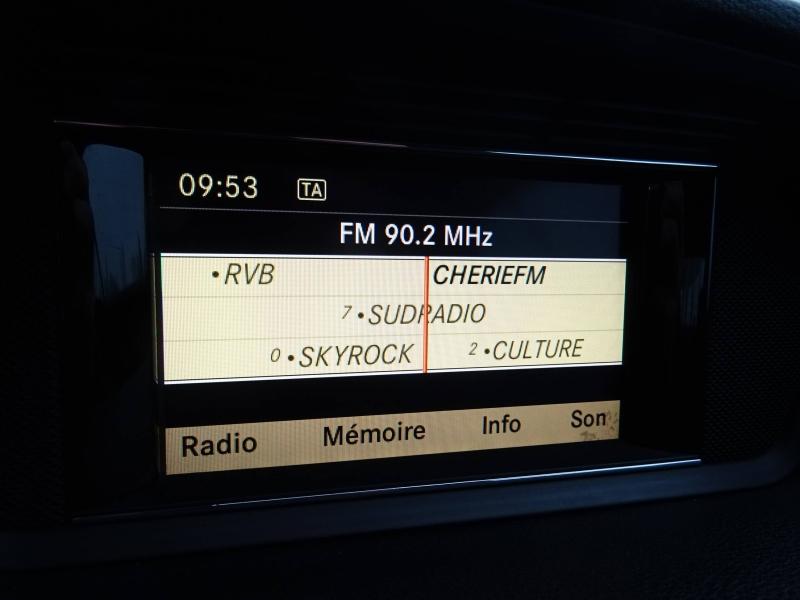 09:53 TA
FM 90.2 MHz
•RVB CHERIEFM
7 •SUDRADIO
0 •SKYROCK 2 •CULTURE
Radio Mémoire Info Son